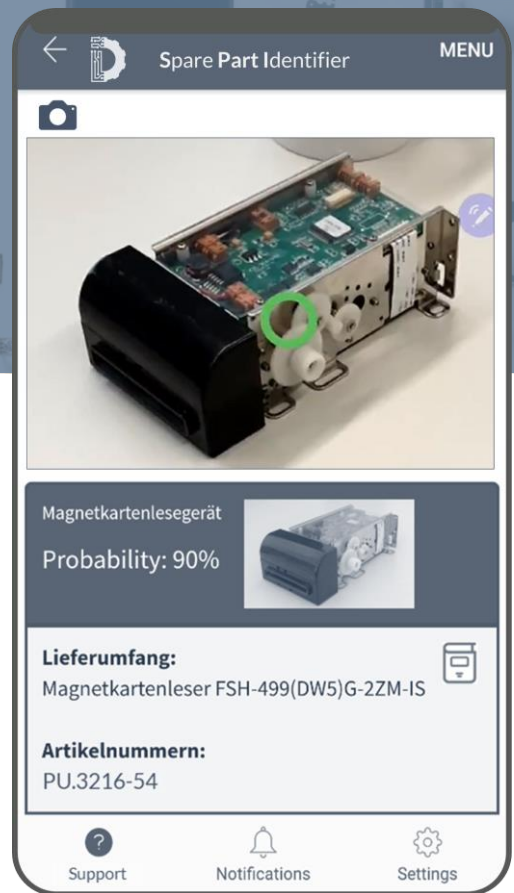 Spare Part Identifier
MENU
Magnetkartenlesegerät
Probability: 90%
Lieferumfang:
Magnetkartenleser FSH-499(DW5)G-2ZM-IS
Artikelnummern:
PU.3216-54
?
Support
Notifications
Settings